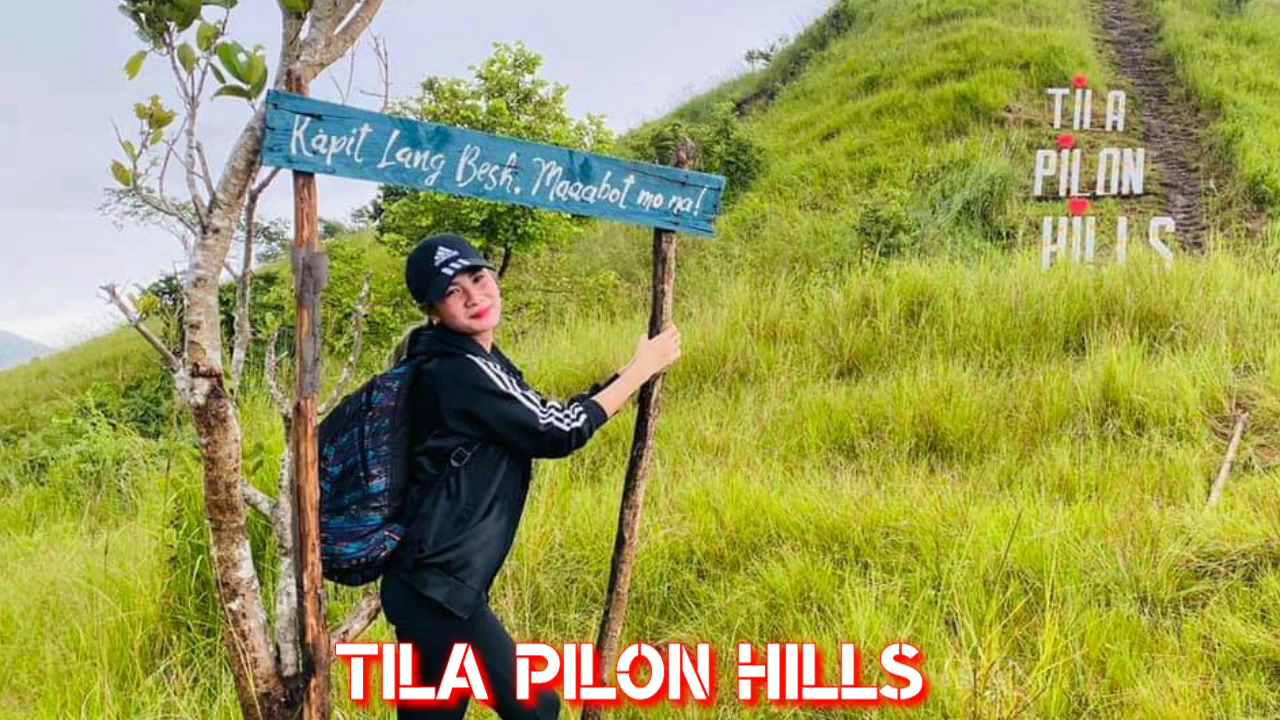 Kapit Lang Besh, Maaabot mo na!
TILA
PILON
HILLS
TILA PILON HILLS